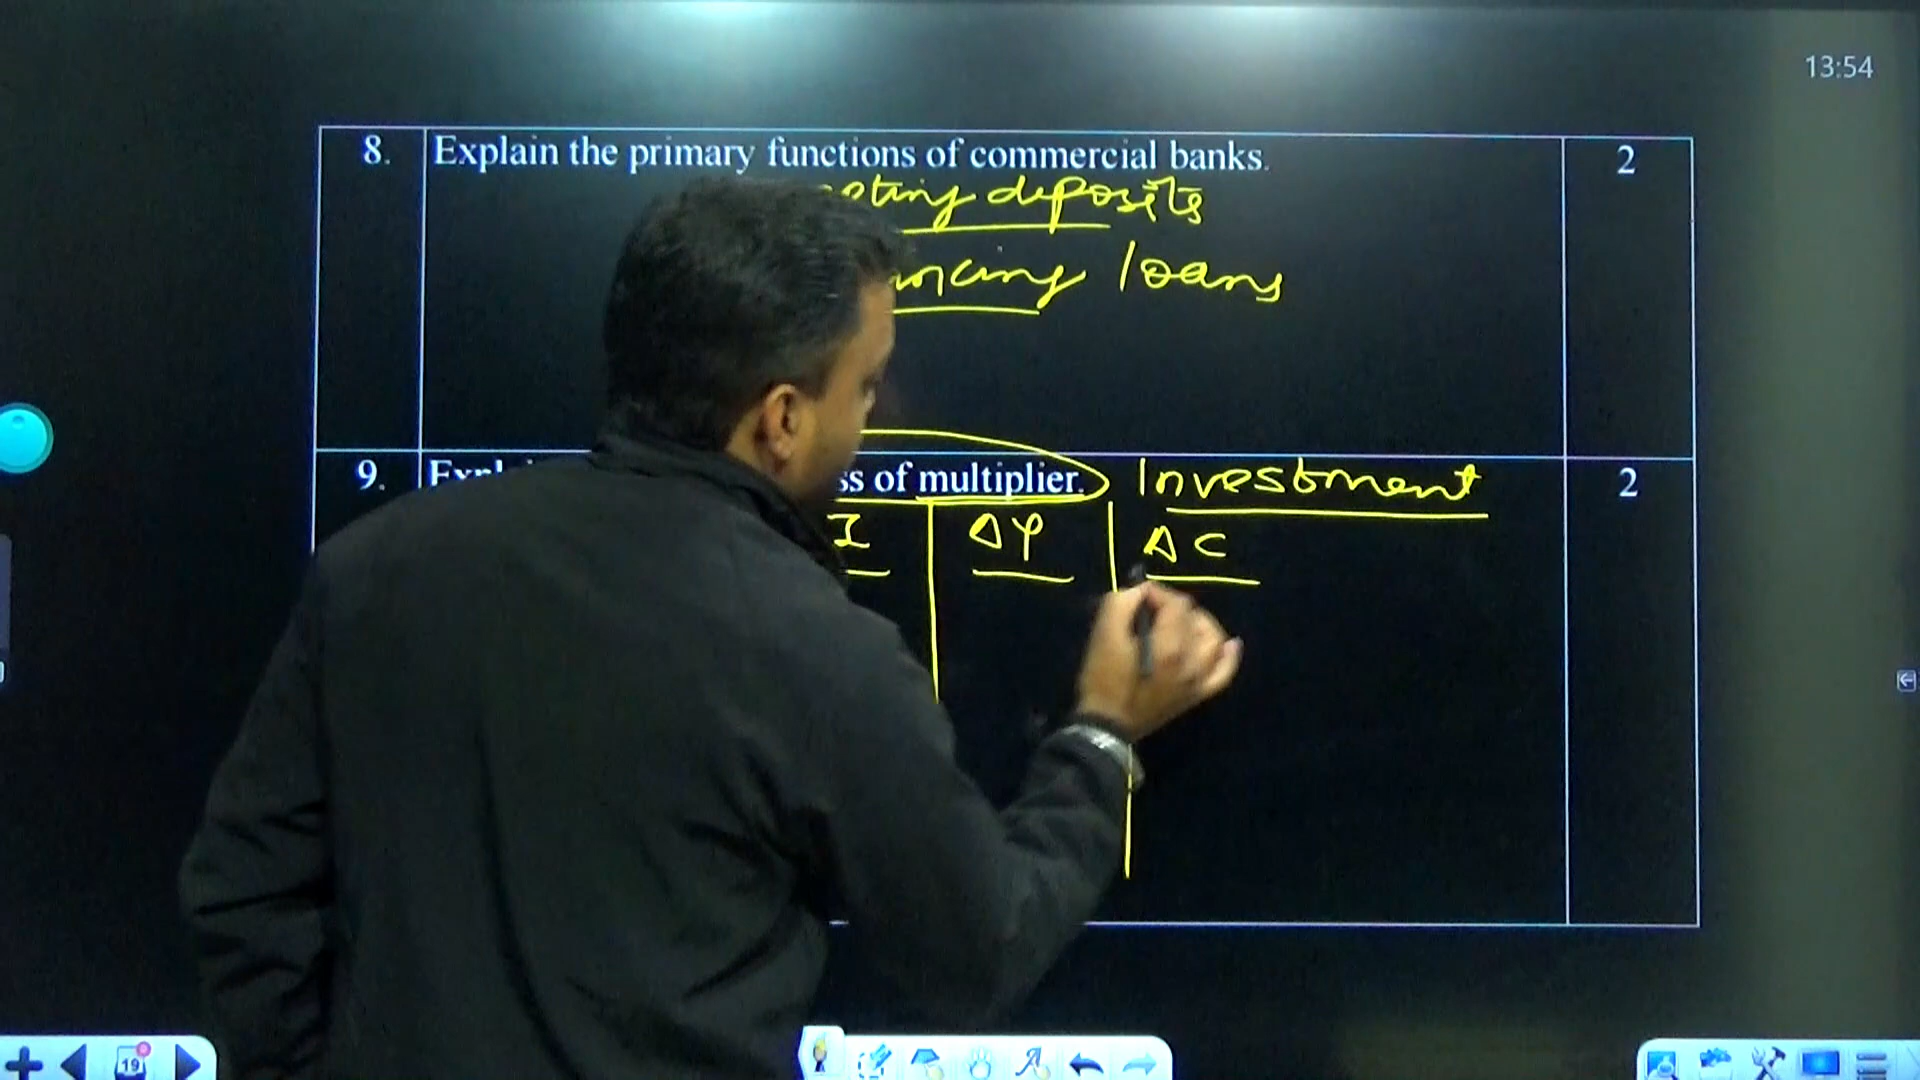 13:54
8. Explain the primary functions of commercial banks. 2
deposits
loans
9. of multiplier. Investment 2
I ΔY ΔC
19